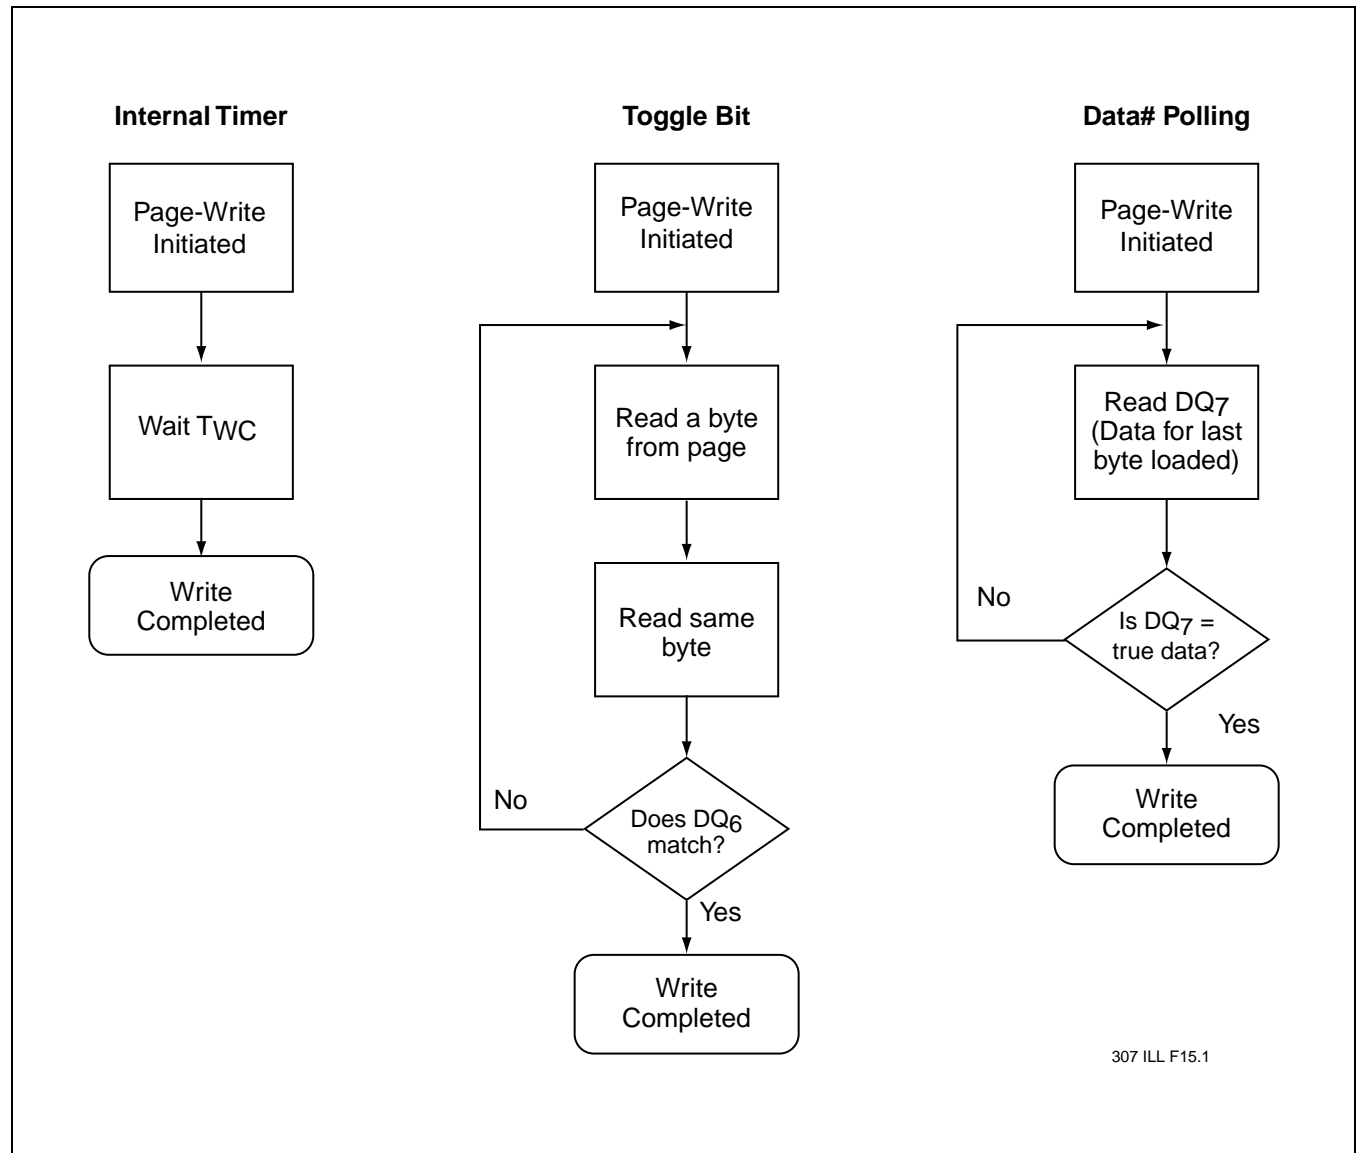 Internal Timer
Page-Write
Initiated
Wait TWC
Write
Completed
Toggle Bit
Page-Write
Initiated
Read a byte
from page
Read same
byte
No
Does DQ6
match?
Yes
Write
Completed
Data# Polling
Page-Write
Initiated
Read DQ7
(Data for last
byte loaded)
No
Is DQ7 =
true data?
Yes
Write
Completed
307 ILL F15.1